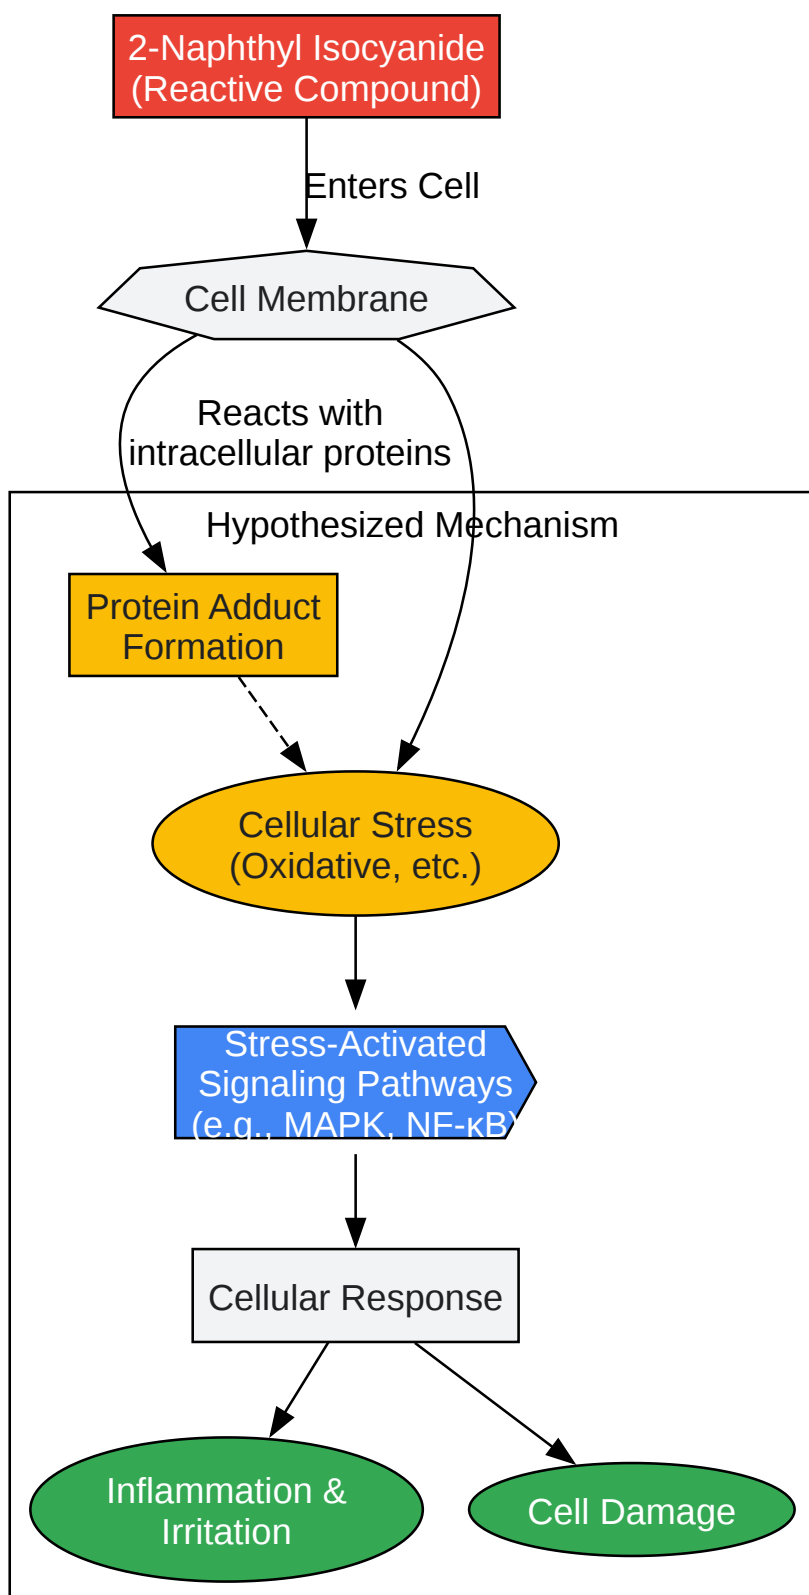 2-Naphthyl Isocyanide
(Reactive Compound)
Enters Cell
Cell Membrane
Reacts with
intracellular proteins
Hypothesized Mechanism
Protein Adduct
Formation
Cellular Stress
(Oxidative, etc.)
Stress-Activated
Signaling Pathways
(e.g., MAPK, NF-κB)
Cellular Response
Inflammation &
Irritation
Cell Damage